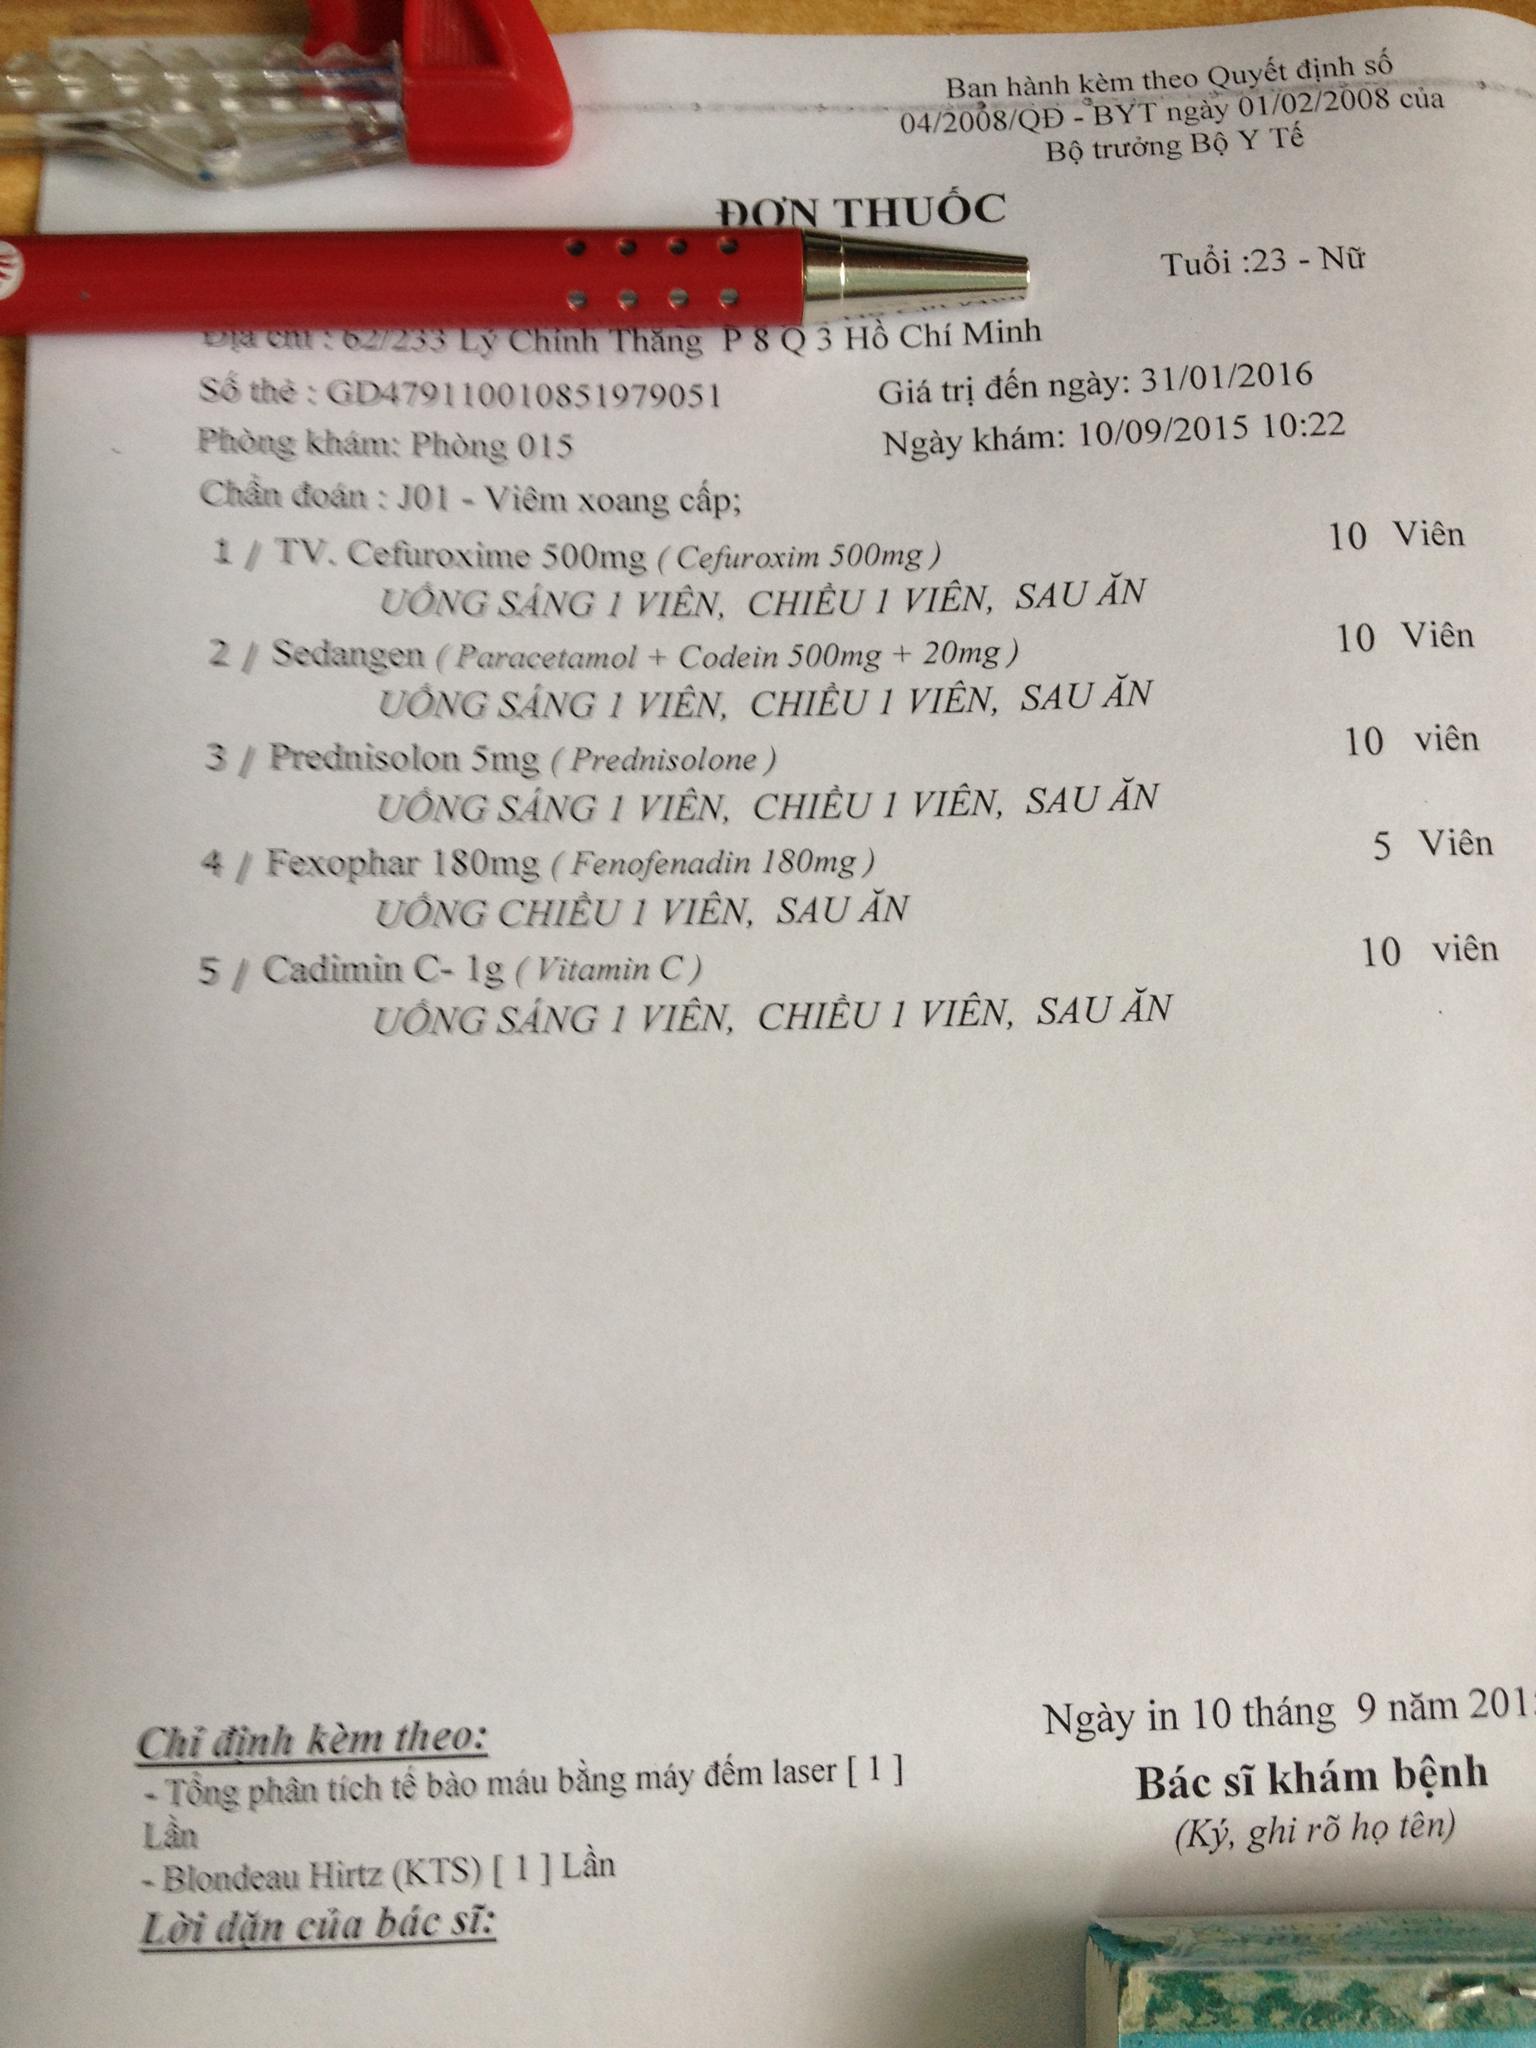 Ban hành kèm theo Quyết định số
04/2008/QĐ - BYT ngày 01/02/2008 của
Bộ trưởng Bộ Y Tế
ĐƠN THUỐC
Tuổi :23 - Nữ
Địa chỉ : 62/233 Lý Chính Thắng P 8 Q 3 Hồ Chí Minh
Số thẻ : GD479110010851979051 Giá trị đến ngày: 31/01/2016
Phòng khám: Phòng 015 Ngày khám: 10/09/2015 10:22
Chẩn đoán : J01 - Viêm xoang cấp;
1 / TV. Cefuroxime 500mg ( Cefuroxim 500mg ) 10 Viên
UỐNG SÁNG 1 VIÊN, CHIỀU 1 VIÊN, SAU ĂN
2 / Sedangen ( Paracetamol + Codein 500mg + 20mg ) 10 Viên
UỐNG SÁNG 1 VIÊN, CHIỀU 1 VIÊN, SAU ĂN
3 / Prednisolon 5mg ( Prednisolone ) 10 viên
UỐNG SÁNG 1 VIÊN, CHIỀU 1 VIÊN, SAU ĂN
4 / Fexophar 180mg ( Fenofenadin 180mg ) 5 Viên
UỐNG CHIỀU 1 VIÊN, SAU ĂN
5 / Cadimin C- 1g ( Vitamin C ) 10 viên
UỐNG SÁNG 1 VIÊN, CHIỀU 1 VIÊN, SAU ĂN
Ngày in 10 tháng 9 năm 2015
Chỉ định kèm theo:
- Tổng phân tích tế bào máu bằng máy đếm laser [ 1 ]
Lần
- Blondeau Hirtz (KTS) [ 1 ] Lần
Lời dặn của bác sĩ:
Bác sĩ khám bệnh
(Ký, ghi rõ họ tên)